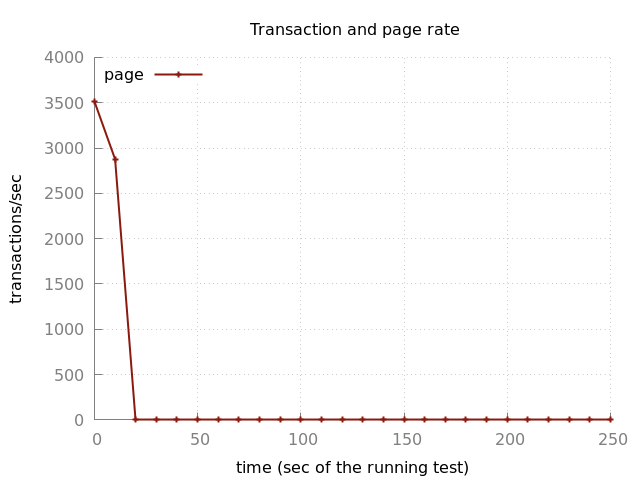 Transaction and page rate
4000
page
3500
3000
2500
2000
1500
1000
500
0
transactions/sec
0 50 100 150 200 250
time (sec of the running test)